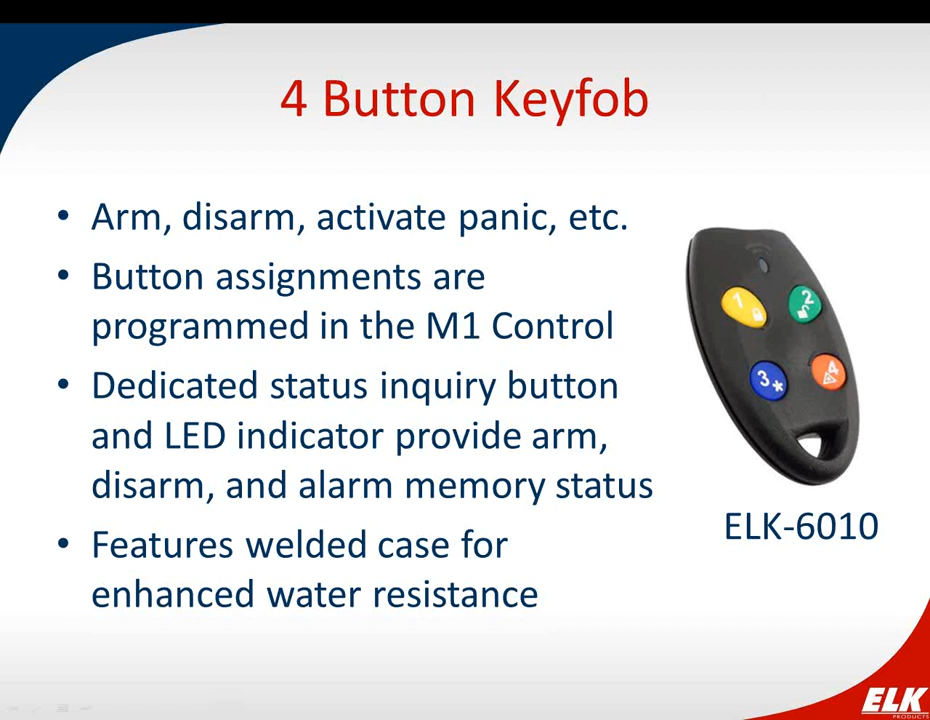 4 Button Keyfob
• Arm, disarm, activate panic, etc.
• Button assignments are
programmed in the M1 Control
• Dedicated status inquiry button
and LED indicator provide arm,
disarm, and alarm memory status
• Features welded case for
enhanced water resistance
1
2
3*
4
ELK-6010
ELK
PRODUCTS